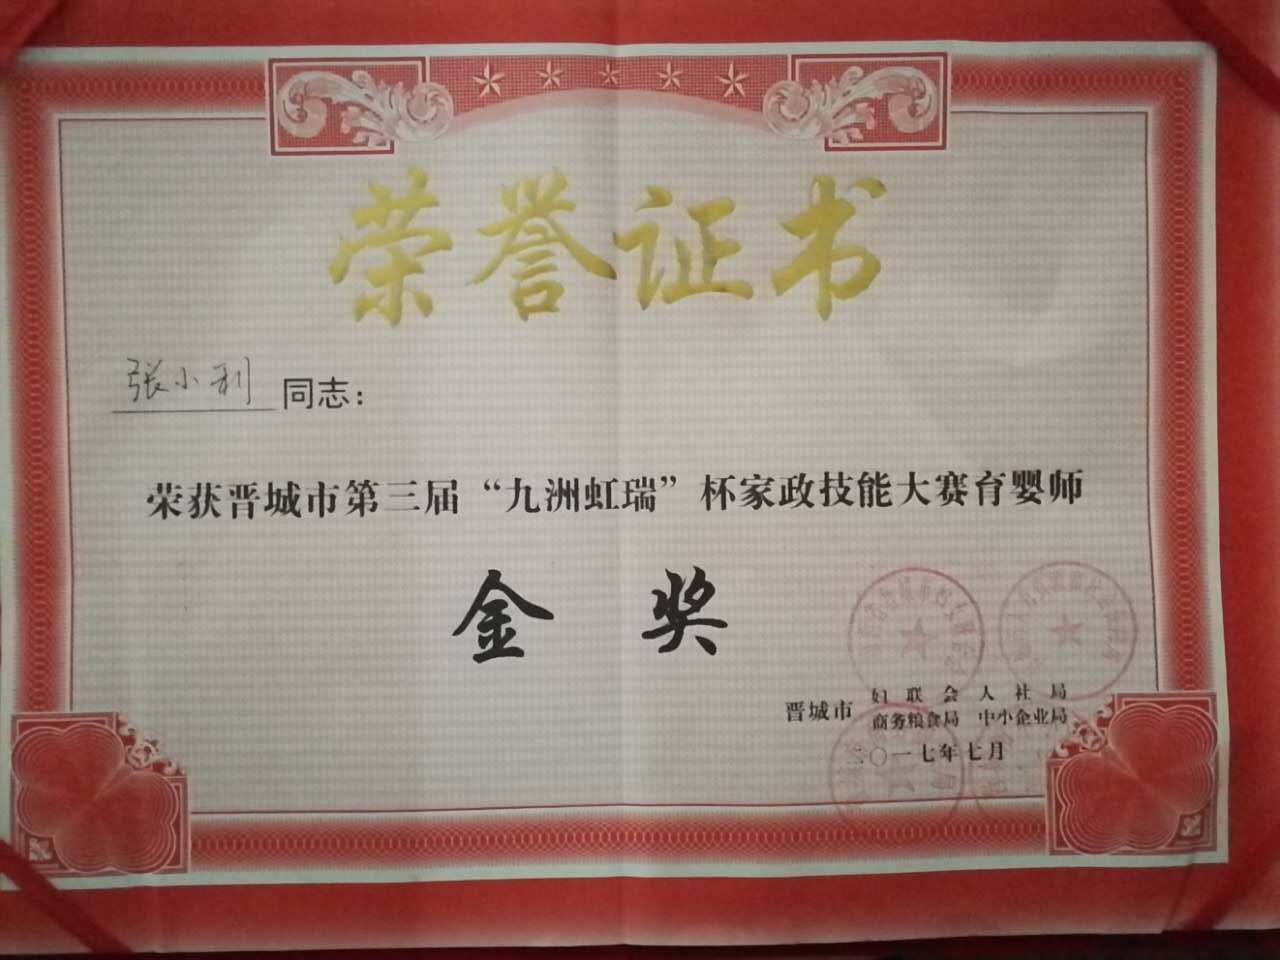 荣誉证书
张小利 同志：
荣获晋城市第三届“九洲虹瑞”杯家政技能大赛育婴师
金 奖
晋城市 妇联会 人社局
商务粮食局 中小企业局
二〇一七年七月